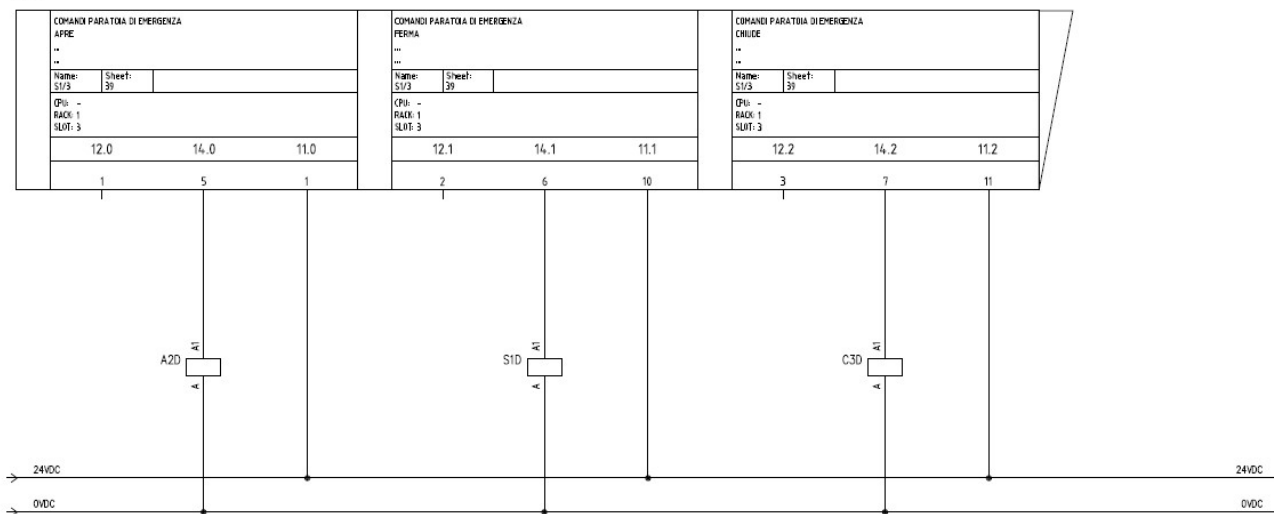 COMANDI PARATOIA DI EMERGENZA
APRE
...
...
Name: Sheet:
S1/3 39
CPU: -
RACK: 1
SLOT: 3
12.0 14.0 11.0
1 5 1
COMANDI PARATOIA DI EMERGENZA
FERMA
...
...
Name: Sheet:
S1/3 39
CPU: -
RACK: 1
SLOT: 3
12.1 14.1 11.1
2 6 10
COMANDI PARATOIA DI EMERGENZA
CHIUDE
...
...
Name: Sheet:
S1/3 39
CPU: -
RACK: 1
SLOT: 3
12.2 14.2 11.2
3 7 11
A1
A2D
A
A1
S1D
A
A1
C3D
A
24VDC 24VDC
0VDC 0VDC